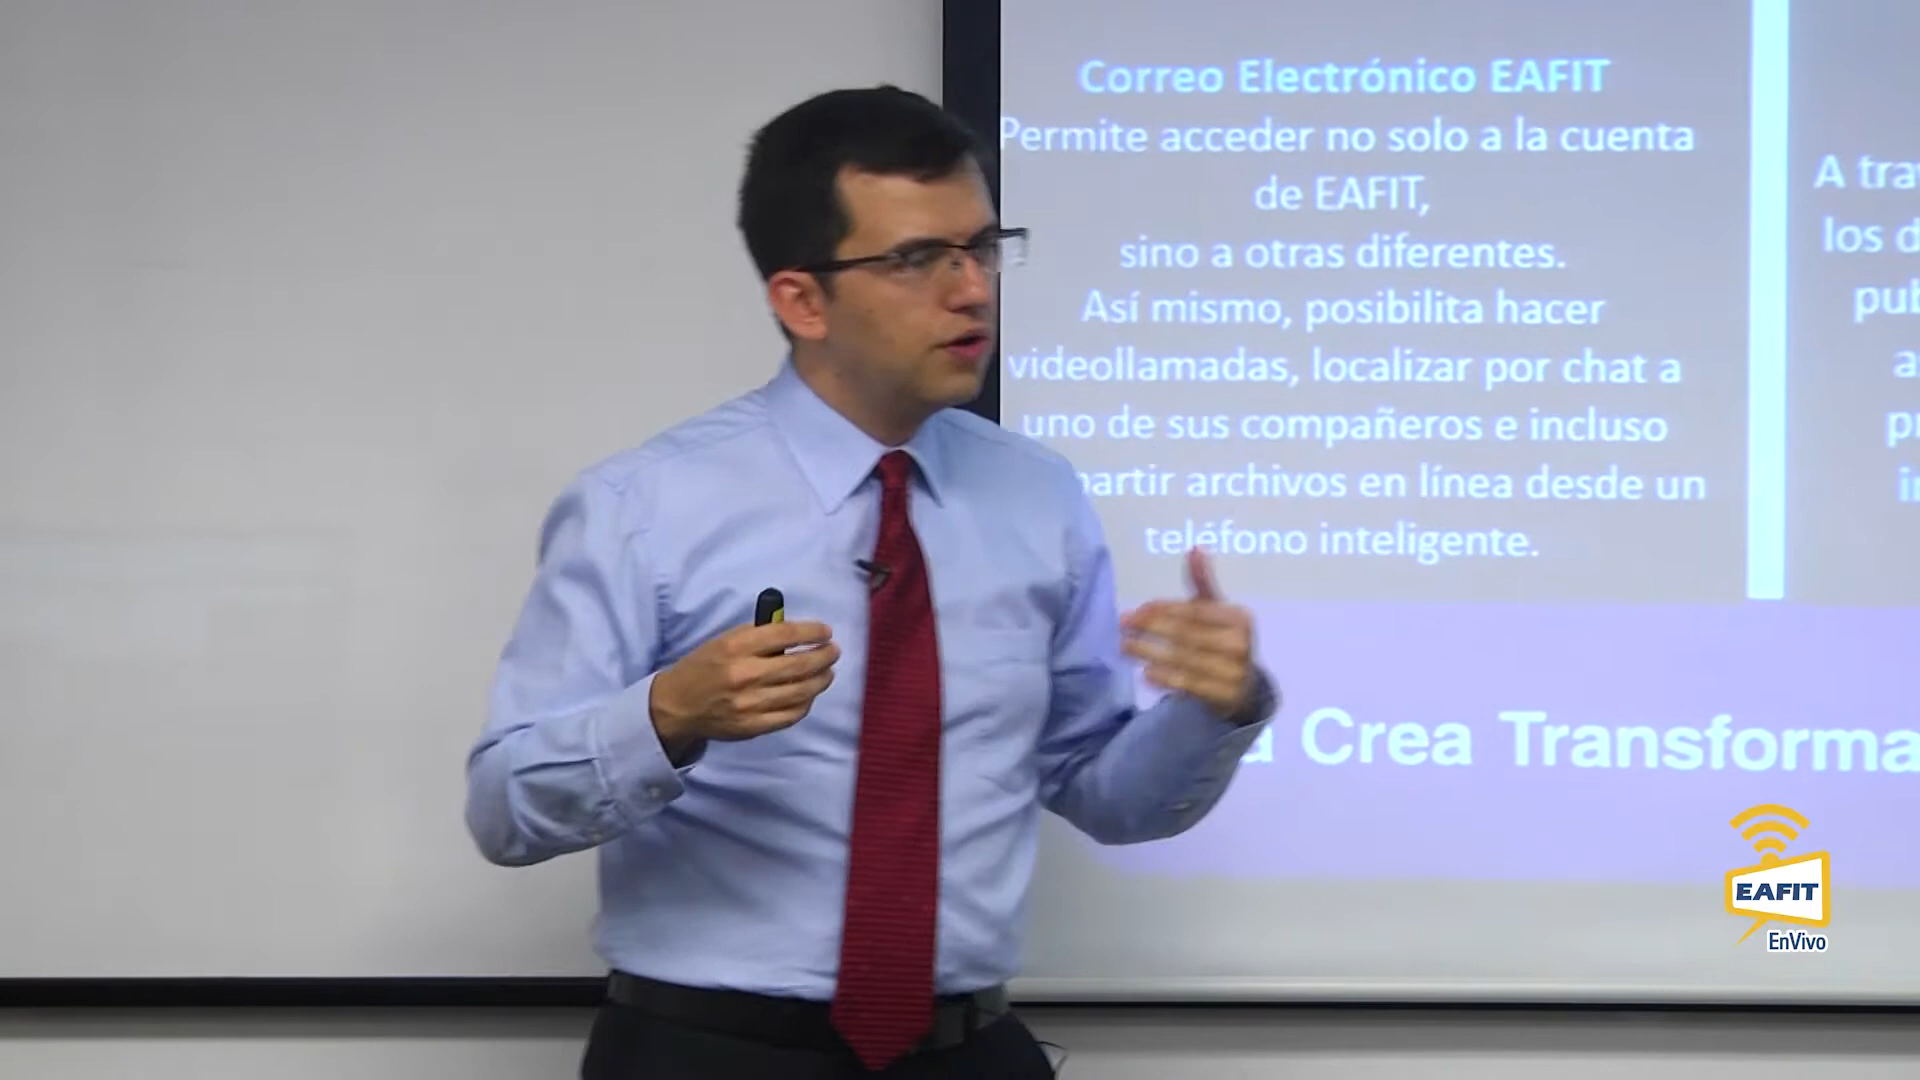 Correo Electrónico EAFIT
Permite acceder no solo a la cuenta
de EAFIT,
sino a otras diferentes.
Así mismo, posibilita hacer
videollamadas, localizar por chat a
uno de sus compañeros e incluso
partir archivos en línea desde un
teléfono inteligente.
A tra
los d
pub
a
p
i
a Crea Transforma
EAFIT
EnVivo